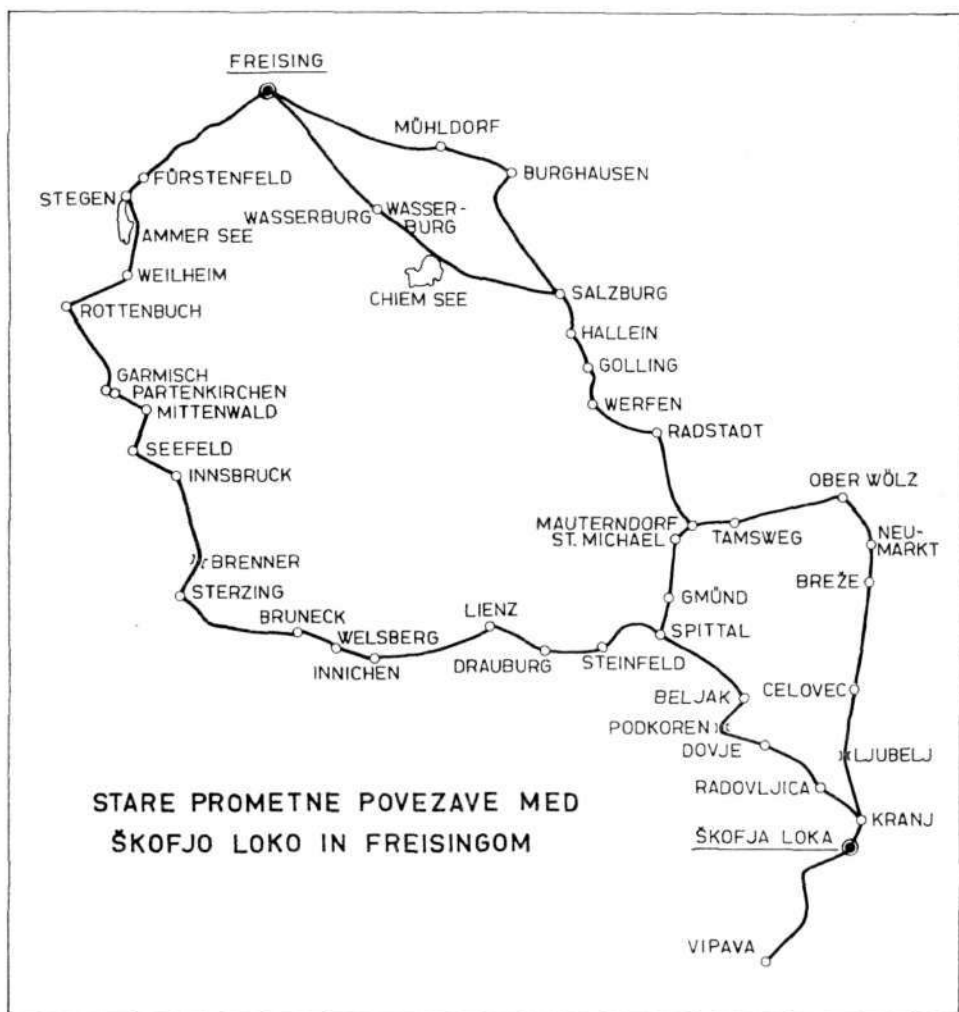 FREISING
MÜHLDORF
BURGHAUSEN
FÜRSTENFELD
STEGEN
WASSERBURG
WASSER-
BURG
AMMER SEE
WEILHEIM
CHIEM SEE
SALZBURG
ROTTENBUCH
HALLEIN
GOLLING
GARMISCH
PARTENKIRCHEN
WERFEN
MITTENWALD
RADSTADT
SEEFELD
INNSBRUCK
OBER WÖLZ
MAUTERNDORF
ST. MICHAEL
TAMSWEG
NEU-
MARKT
BRENNER
BREŽE
STERZING
GMÜND
BRUNECK
LIENZ
SPITTAL
WELSBERG
INNICHEN
DRAUBURG
STEINFELD
BELJAK
CELOVEC
PODKOREN
DOVJE
LJUBELJ
RADOVLJICA
STARE PROMETNE POVEZAVE MED
ŠKOFJO LOKO IN FREISINGOM
KRANJ
ŠKOFJA LOKA
VIPAVA